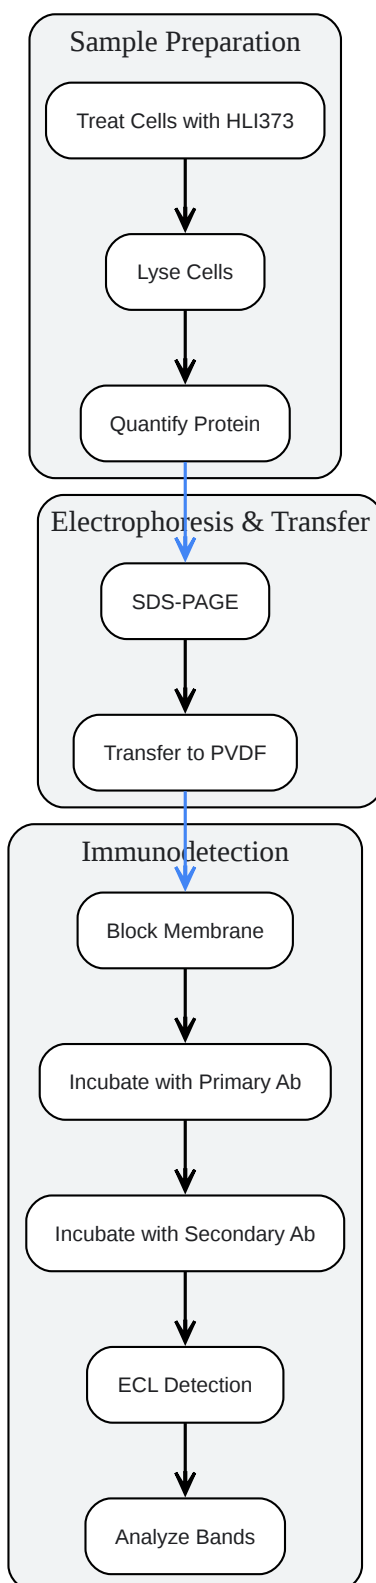 Sample Preparation
Treat Cells with HLI373
Lyse Cells
Quantify Protein
Electrophoresis & Transfer
SDS-PAGE
Transfer to PVDF
Immunodetection
Block Membrane
Incubate with Primary Ab
Incubate with Secondary Ab
ECL Detection
Analyze Bands